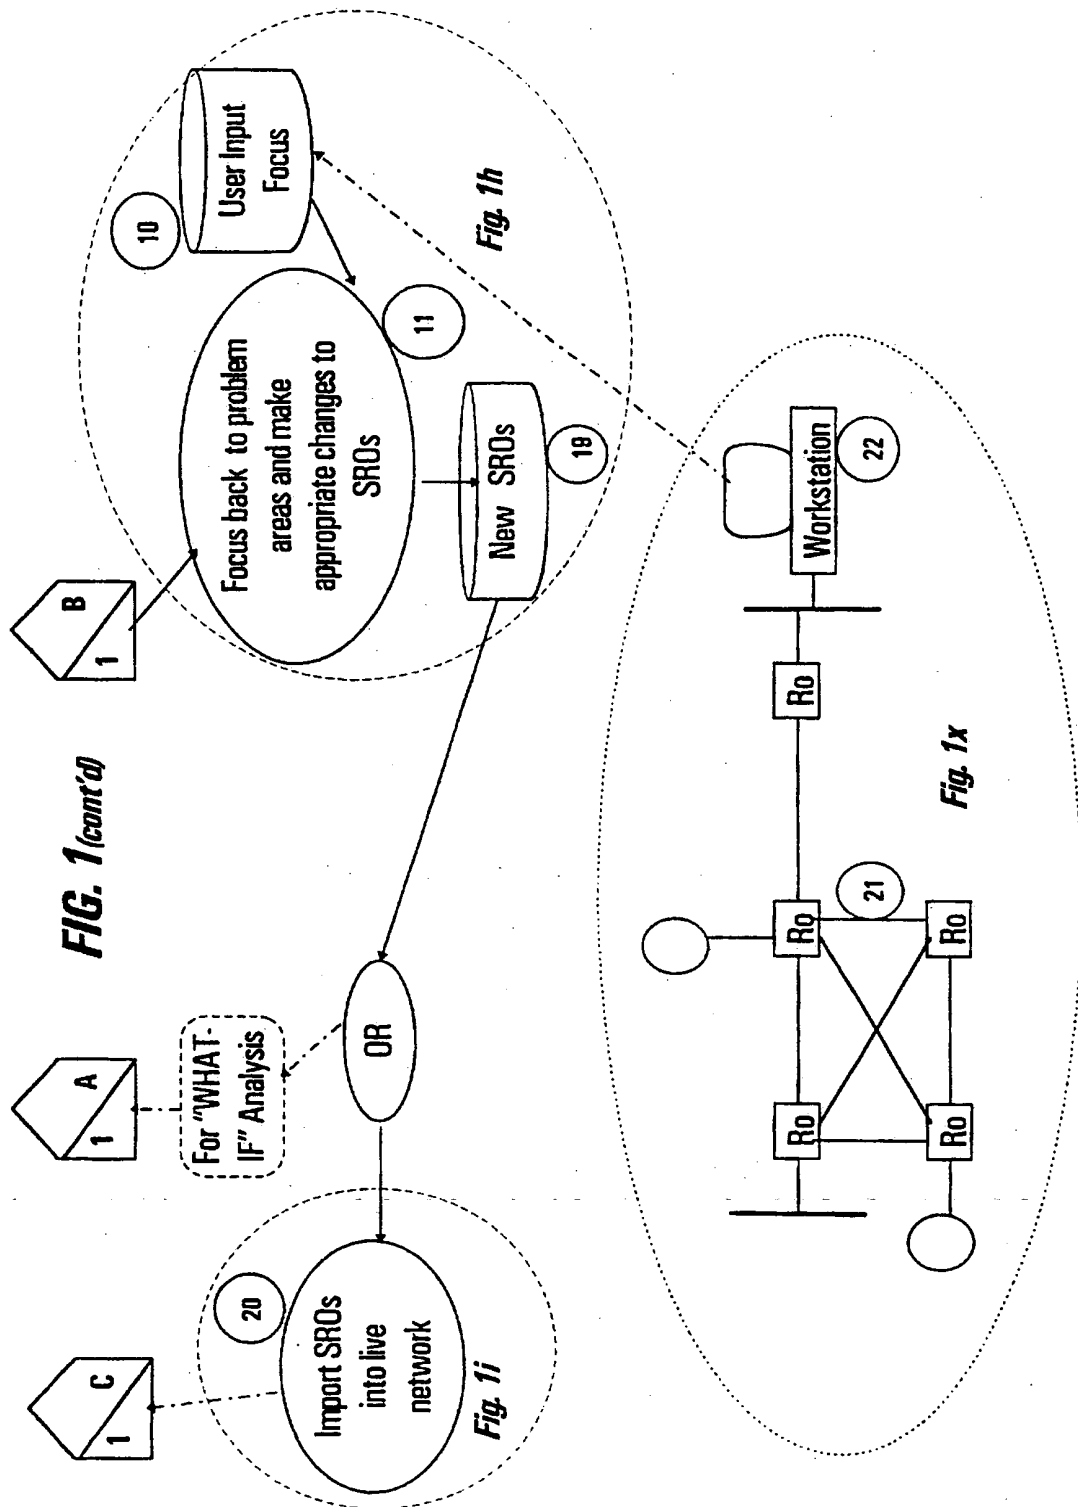 FIG. 1 (cont'd)
C
1
A
1
B
1
10
User Input
Focus
For "WHAT-
IF" Analysis
20
Import SROs
into live
network
Fig. 1i
OR
Focus back to problem
areas and make
appropriate changes to
SROs
11
New SROs
19
Fig. 1h
Ro
Ro
Ro
Workstation
22
21
Ro
Ro
Fig. 1x